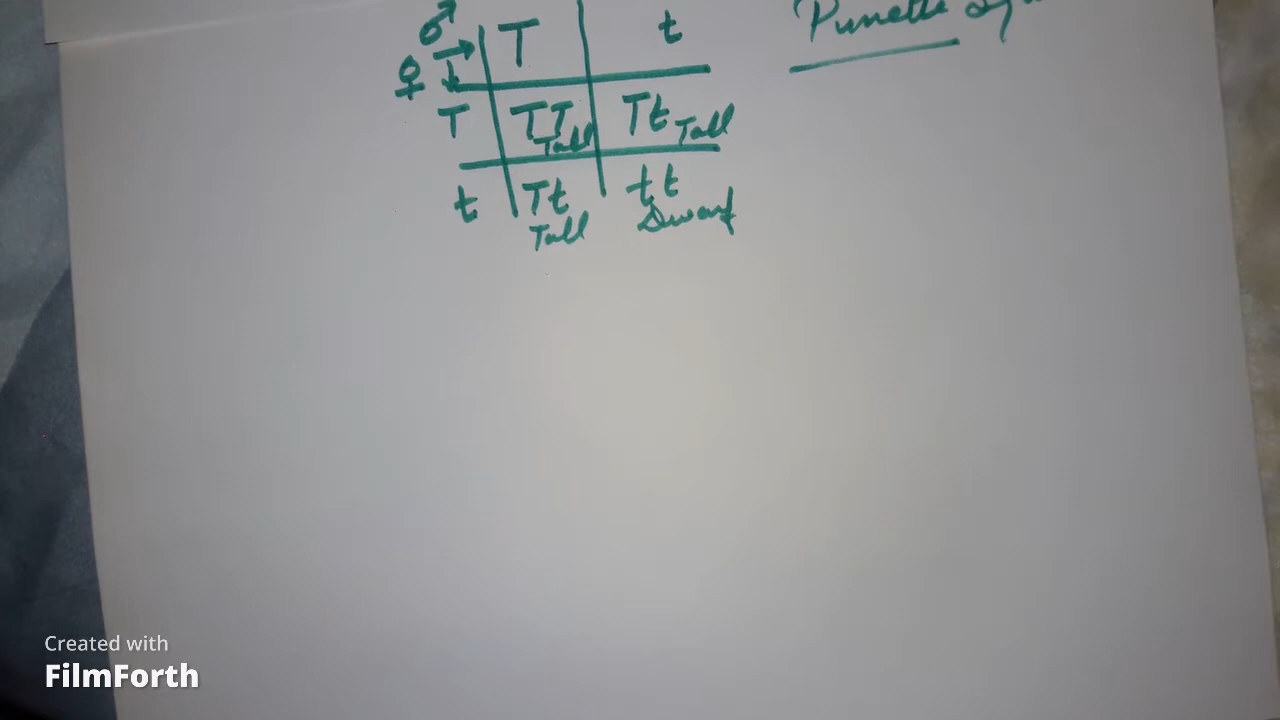 ♂ → T t
♀ ↓
T TT Tall Tt Tall
t Tt Tall tt Dwarf
Punette
Created with
FilmForth